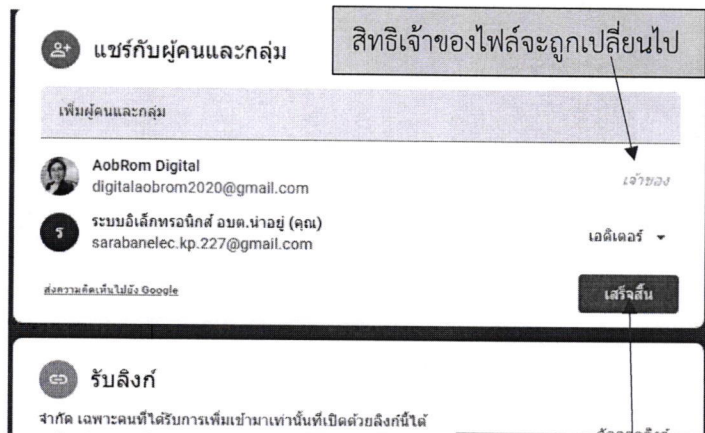 แชร์กับผู้คนและกลุ่ม
สิทธิเจ้าของไฟล์จะถูกเปลี่ยนไป
เพิ่มผู้คนและกลุ่ม
AobRom Digital
digitalaobrom2020@gmail.com
เจ้าของ
ร
ระบบอิเล็กทรอนิกส์ อบต.น่าอยู่ (คุณ)
sarabanelec.kp.227@gmail.com
เอดิเตอร์
ส่งความคิดเห็นไปยัง Google
เสร็จสิ้น
รับลิงก์
จำกัด เฉพาะคนที่ได้รับการเพิ่มเข้ามาเท่านั้นที่เปิดด้วยลิงก์นี้ได้